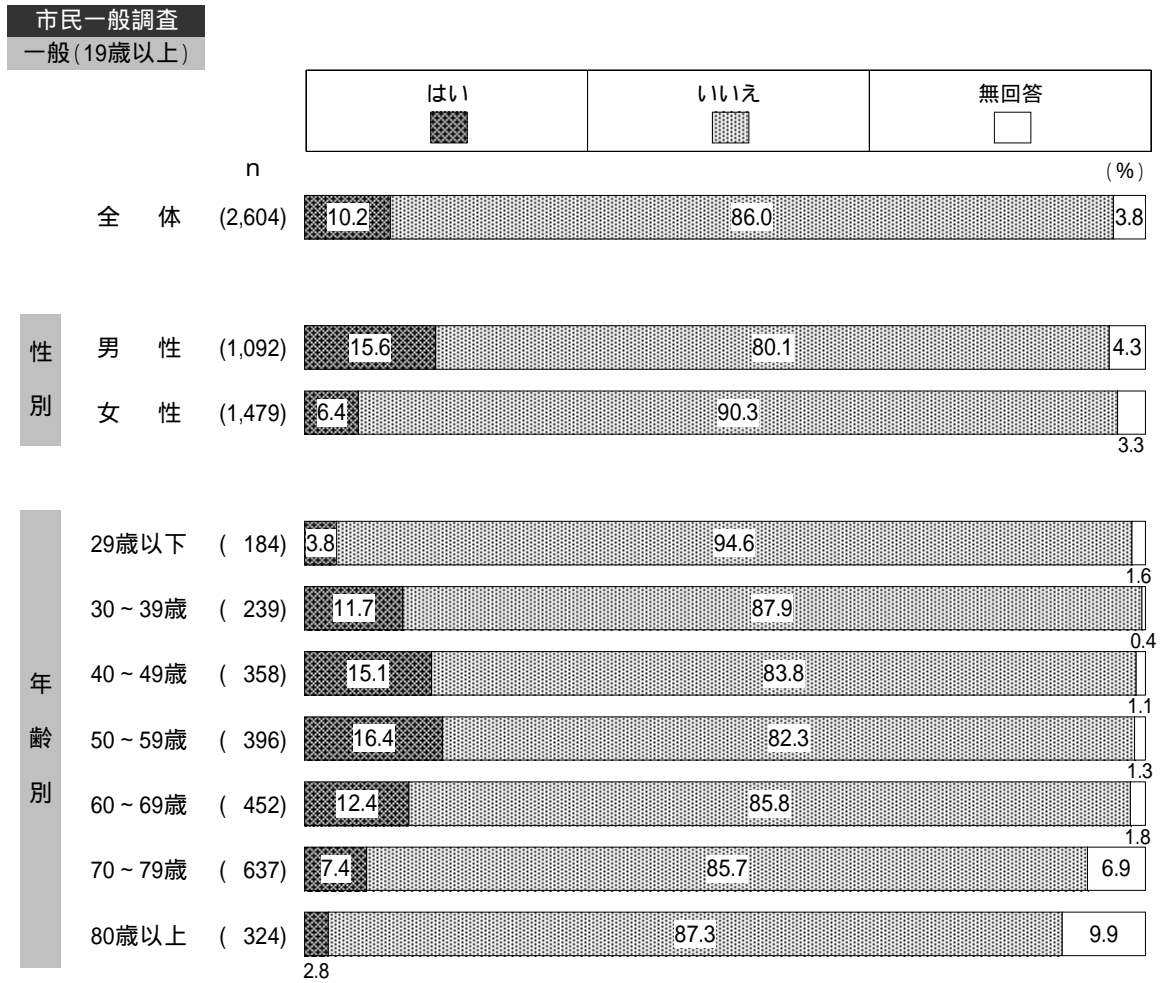 市民一般調査
一般(19歳以上)
はい いいえ 無回答
n (%)
全 体 (2,604) 10.2 86.0 3.8
性別
男 性 (1,092) 15.6 80.1 4.3
女 性 (1,479) 6.4 90.3 3.3
年齢別
29歳以下 ( 184) 3.8 94.6 1.6
30~39歳 ( 239) 11.7 87.9 0.4
40~49歳 ( 358) 15.1 83.8 1.1
50~59歳 ( 396) 16.4 82.3 1.3
60~69歳 ( 452) 12.4 85.8 1.8
70~79歳 ( 637) 7.4 85.7 6.9
80歳以上 ( 324) 2.8 87.3 9.9